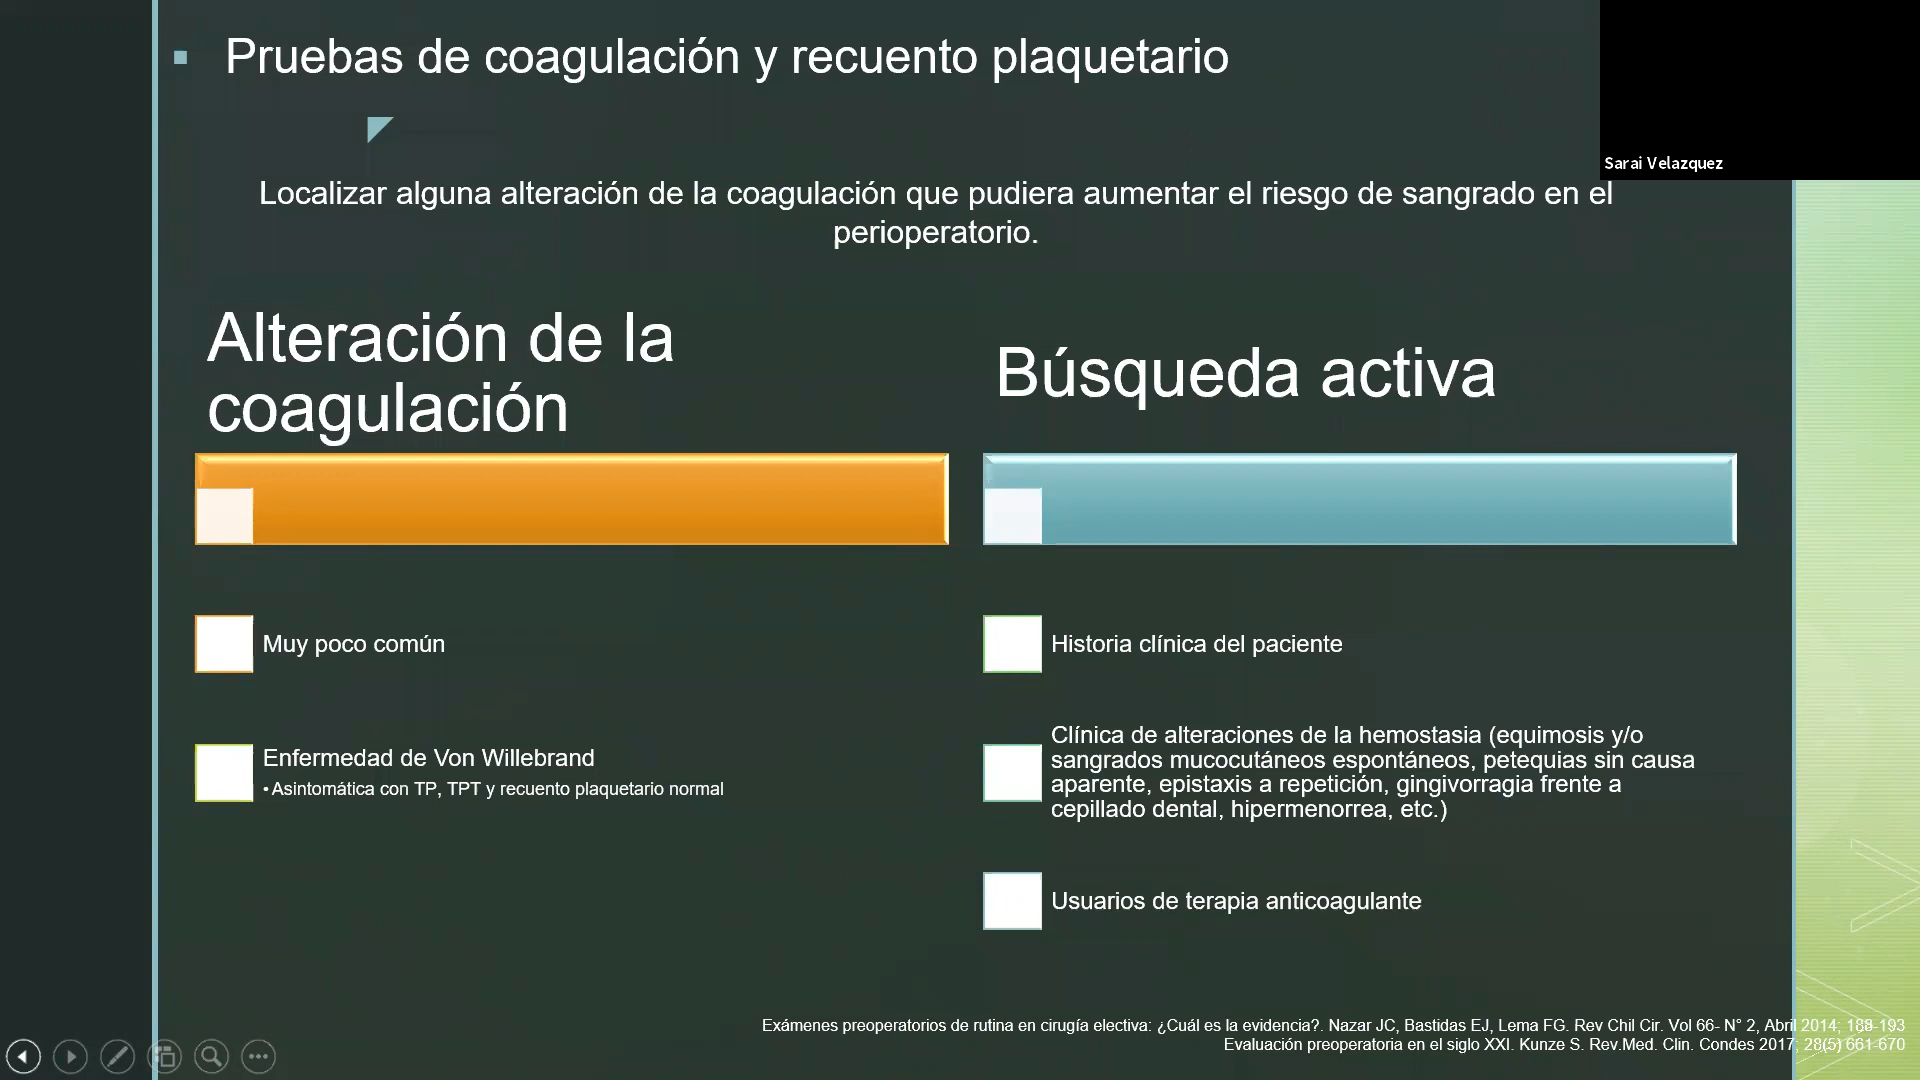 Pruebas de coagulación y recuento plaquetario
Sarai Velazquez
Localizar alguna alteración de la coagulación que pudiera aumentar el riesgo de sangrado en el
perioperatorio.
Alteración de la
coagulación
Muy poco común
Enfermedad de Von Willebrand
• Asintomática con TP, TPT y recuento plaquetario normal
Búsqueda activa
Historia clínica del paciente
Clínica de alteraciones de la hemostasia (equimosis y/o
sangrados mucocutáneos espontáneos, petequias sin causa
aparente, epistaxis a repetición, gingivorragia frente a
cepillado dental, hipermenorrea, etc.)
Usuarios de terapia anticoagulante
Exámenes preoperatorios de rutina en cirugía electiva: ¿Cuál es la evidencia?. Nazar JC, Bastidas EJ, Lema FG. Rev Chil Cir. Vol 66- N° 2, Abril 2014; 188-193
Evaluación preoperatoria en el siglo XXI. Kunze S. Rev.Med. Clin. Condes 2017; 28(5) 661-670